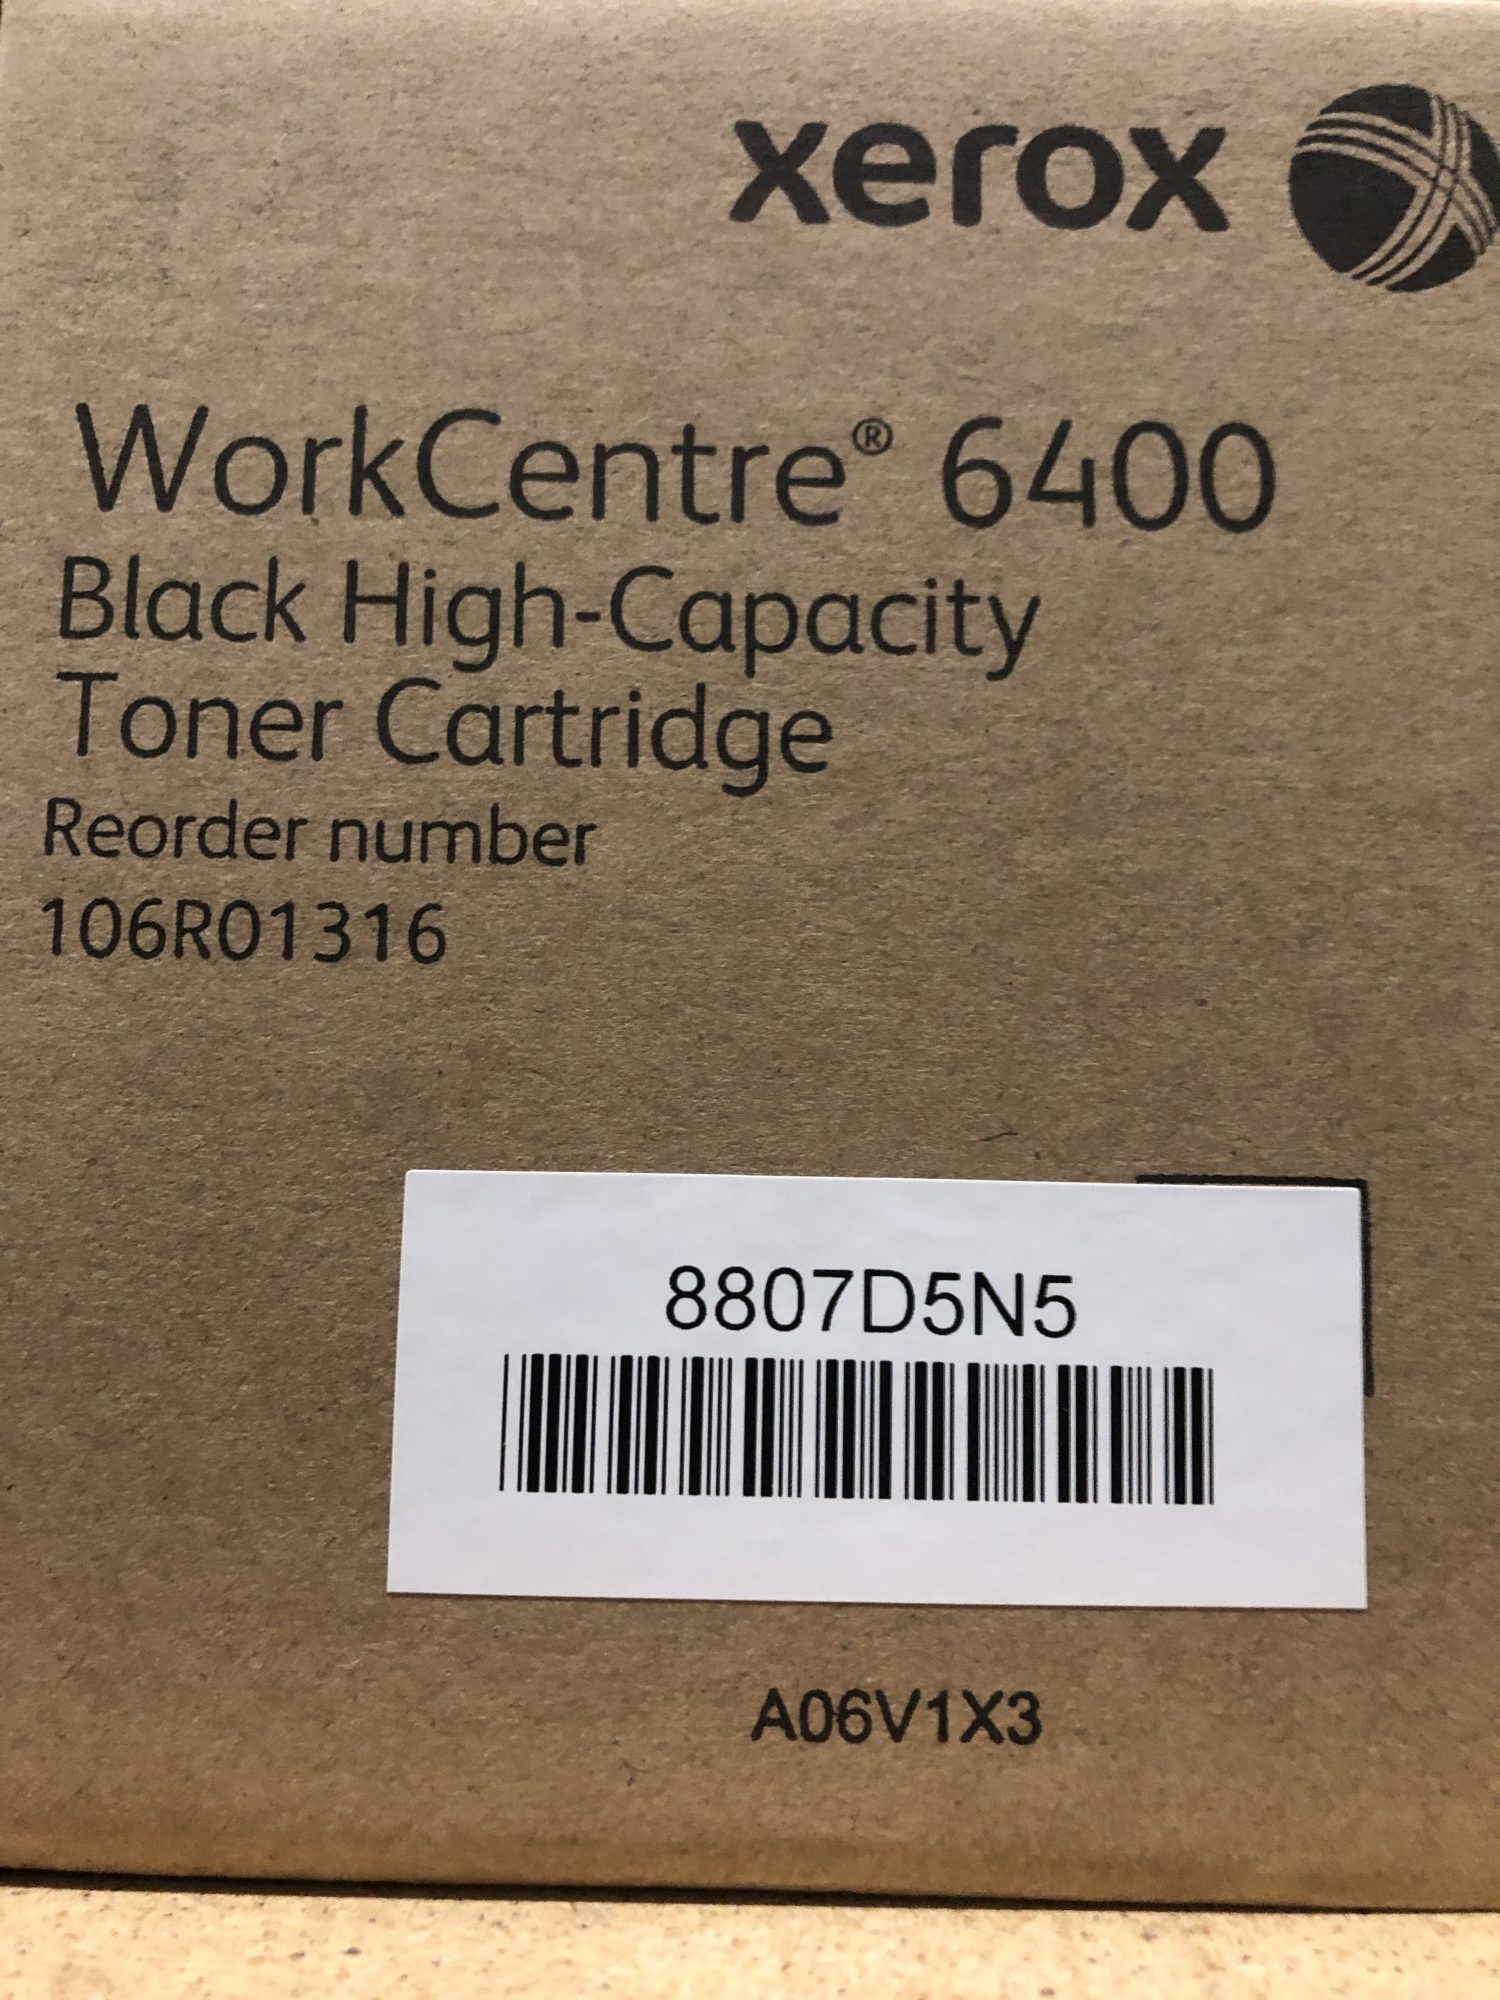 xerox
WorkCentre® 6400
Black High-Capacity
Toner Cartridge
Reorder number
106R01316
8807D5N5
A06V1X3